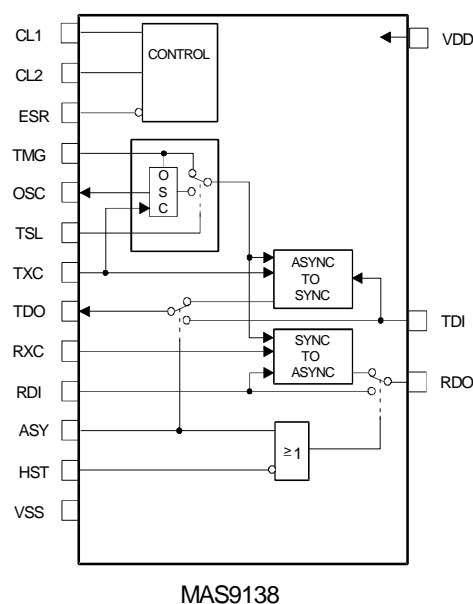 CL1
CL2
ESR
TMG
OSC
TSL
TXC
TDO
RXC
RDI
ASY
HST
VSS
CONTROL
O
S
C
ASYNC
TO
SYNC
SYNC
TO
ASYNC
≥1
VDD
TDI
RDO
MAS9138